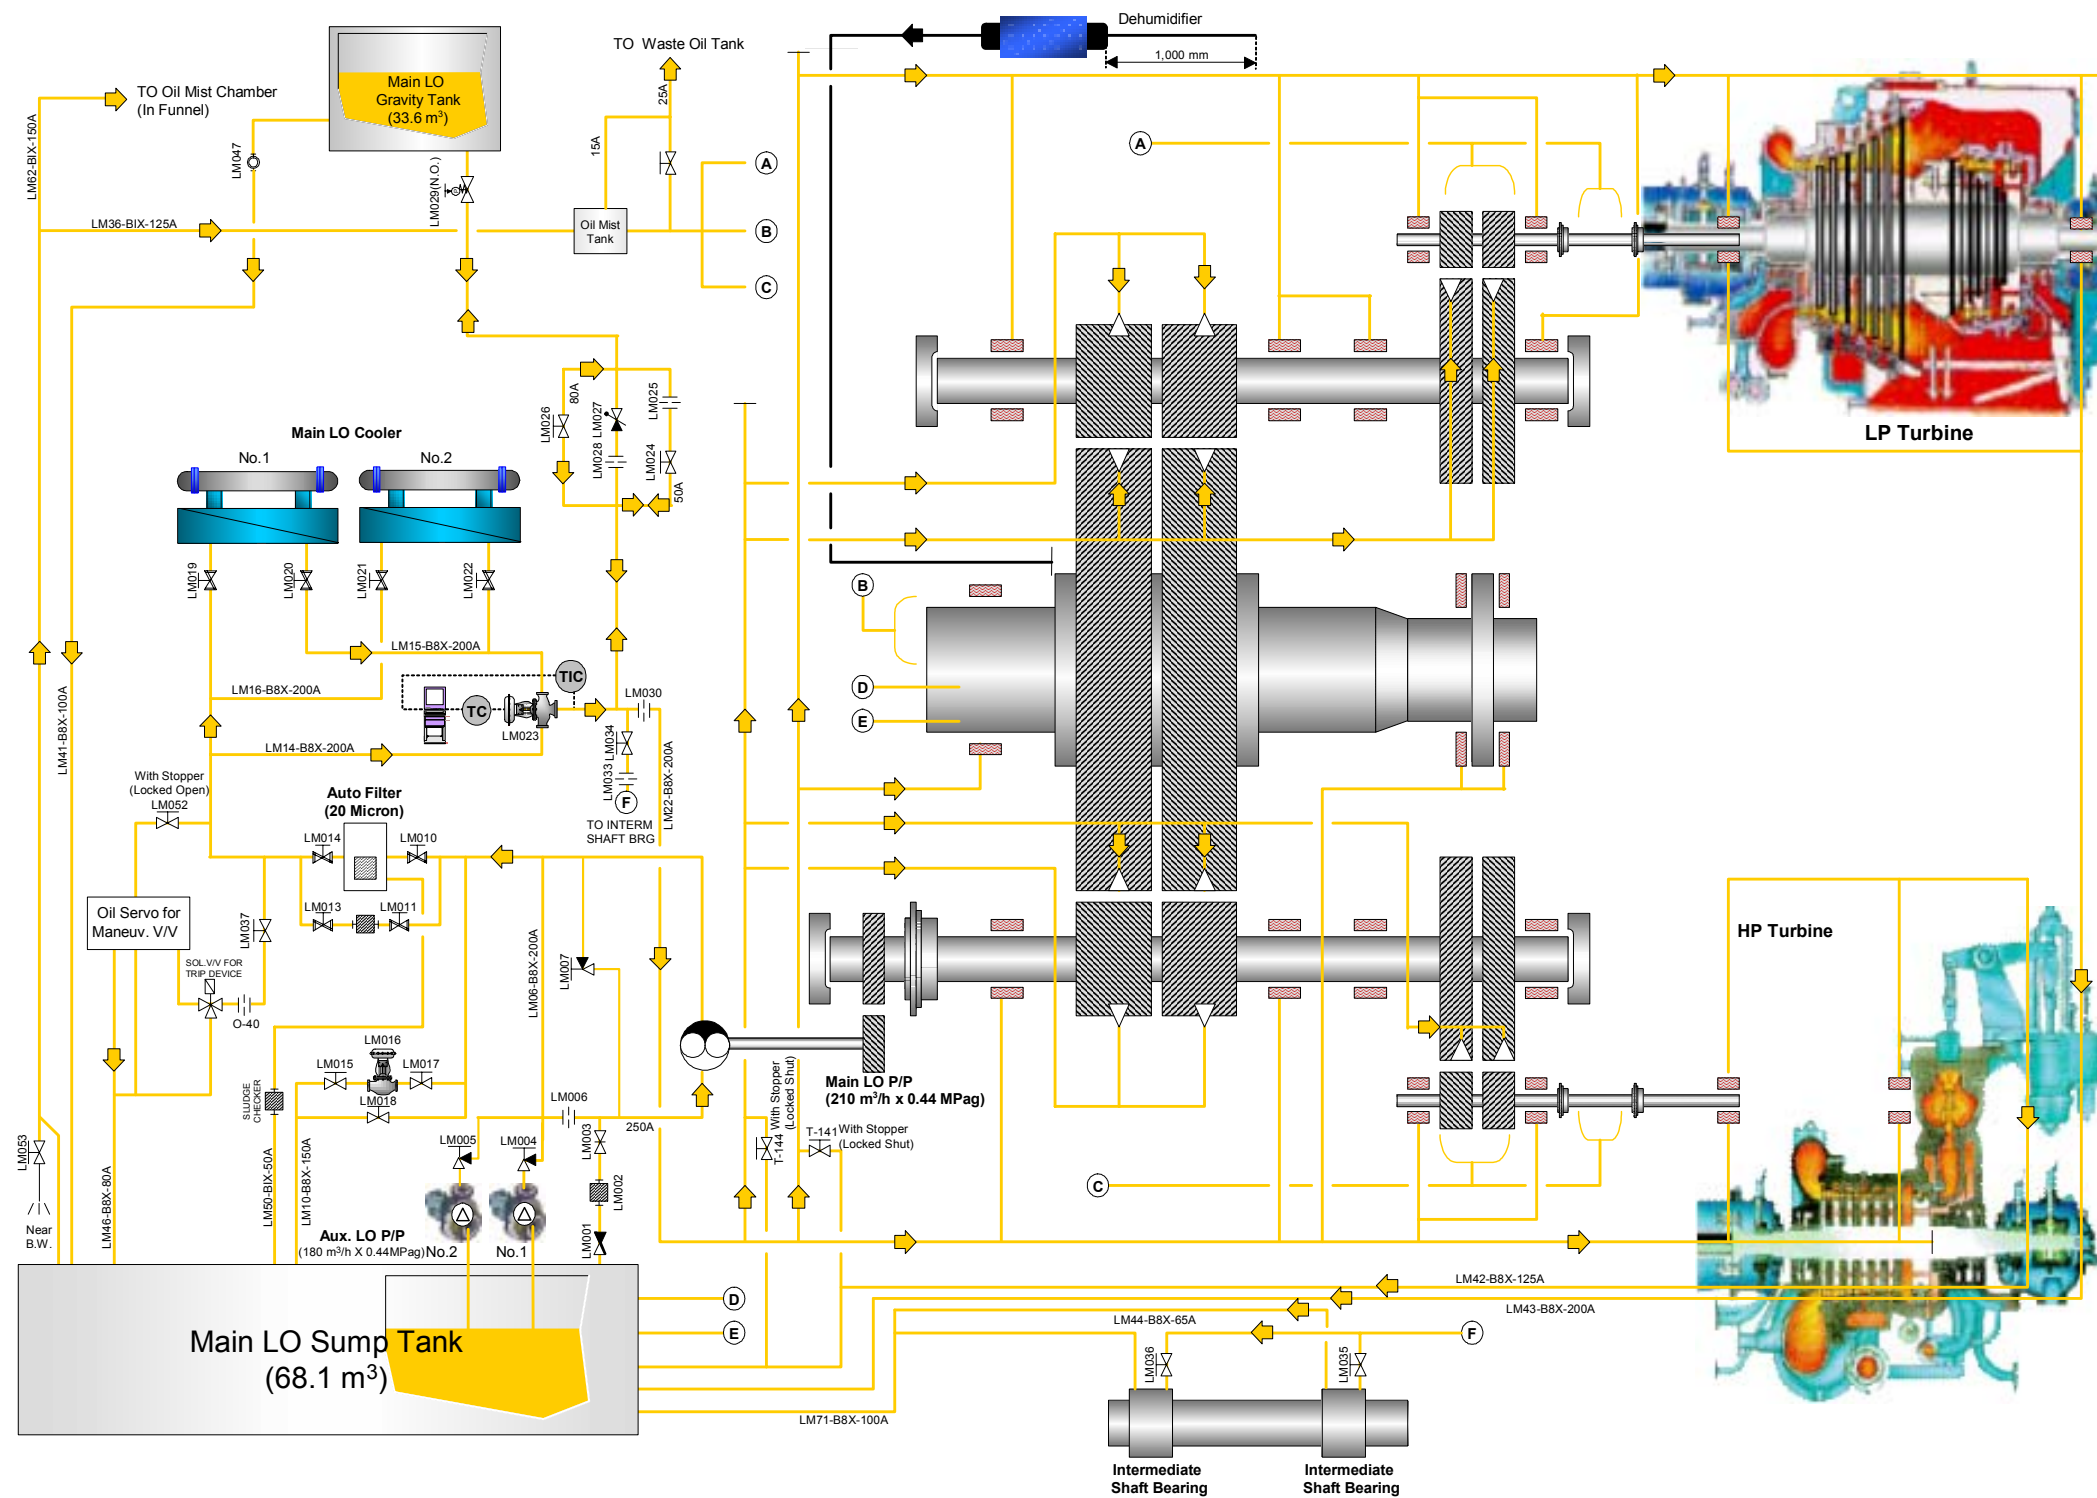 Dehumidifier
1,000 mm
TO Waste Oil Tank
25A
15A
TO Oil Mist Chamber
(In Funnel)
Main LO
Gravity Tank
(33.6 m³)
LM62-BIX-150A
LM047
LM029(N.O.)
LM36-BIX-125A
Oil Mist
Tank
A
B
C
A
LP Turbine
Main LO Cooler
No.1
No.2
LM019
LM020
LM021
LM022
80A
LM026
LM027
LM028
LM025
LM024
50A
LM15-B8X-200A
LM16-B8X-200A
LM14-B8X-200A
LM41-B8X-100A
TIC
TC
LM023
LM030
LM034
LM033
F
TO INTERM
SHAFT BRG
LM22-B8X-200A
B
D
E
With Stopper
(Locked Open)
LM052
Auto Filter
(20 Micron)
LM014
LM010
LM013
LM011
Oil Servo for
Maneuv. V/V
LM037
SOL.V/V FOR
TRIP DEVICE
O-40
LM007
LM06-B8X-200A
HP Turbine
LM016
LM015
LM017
LM018
SLUDGE
CHECKER
LM006
250A
LM005
LM004
LM003
LM002
LM001
Main LO P/P
(210 m³/h x 0.44 MPag)
T-144 With Stopper
(Locked Shut)
T-141
With Stopper
(Locked Shut)
LM053
Near
B.W.
LM46-B8X-80A
LM50-BIX-50A
LM10-B8X-150A
Aux. LO P/P
(180 m³/h X 0.44MPag)
No.2
No.1
C
Main LO Sump Tank
(68.1 m³)
D
E
LM42-B8X-125A
LM43-B8X-200A
LM44-B8X-65A
F
LM036
LM035
LM71-B8X-100A
Intermediate
Shaft Bearing
Intermediate
Shaft Bearing